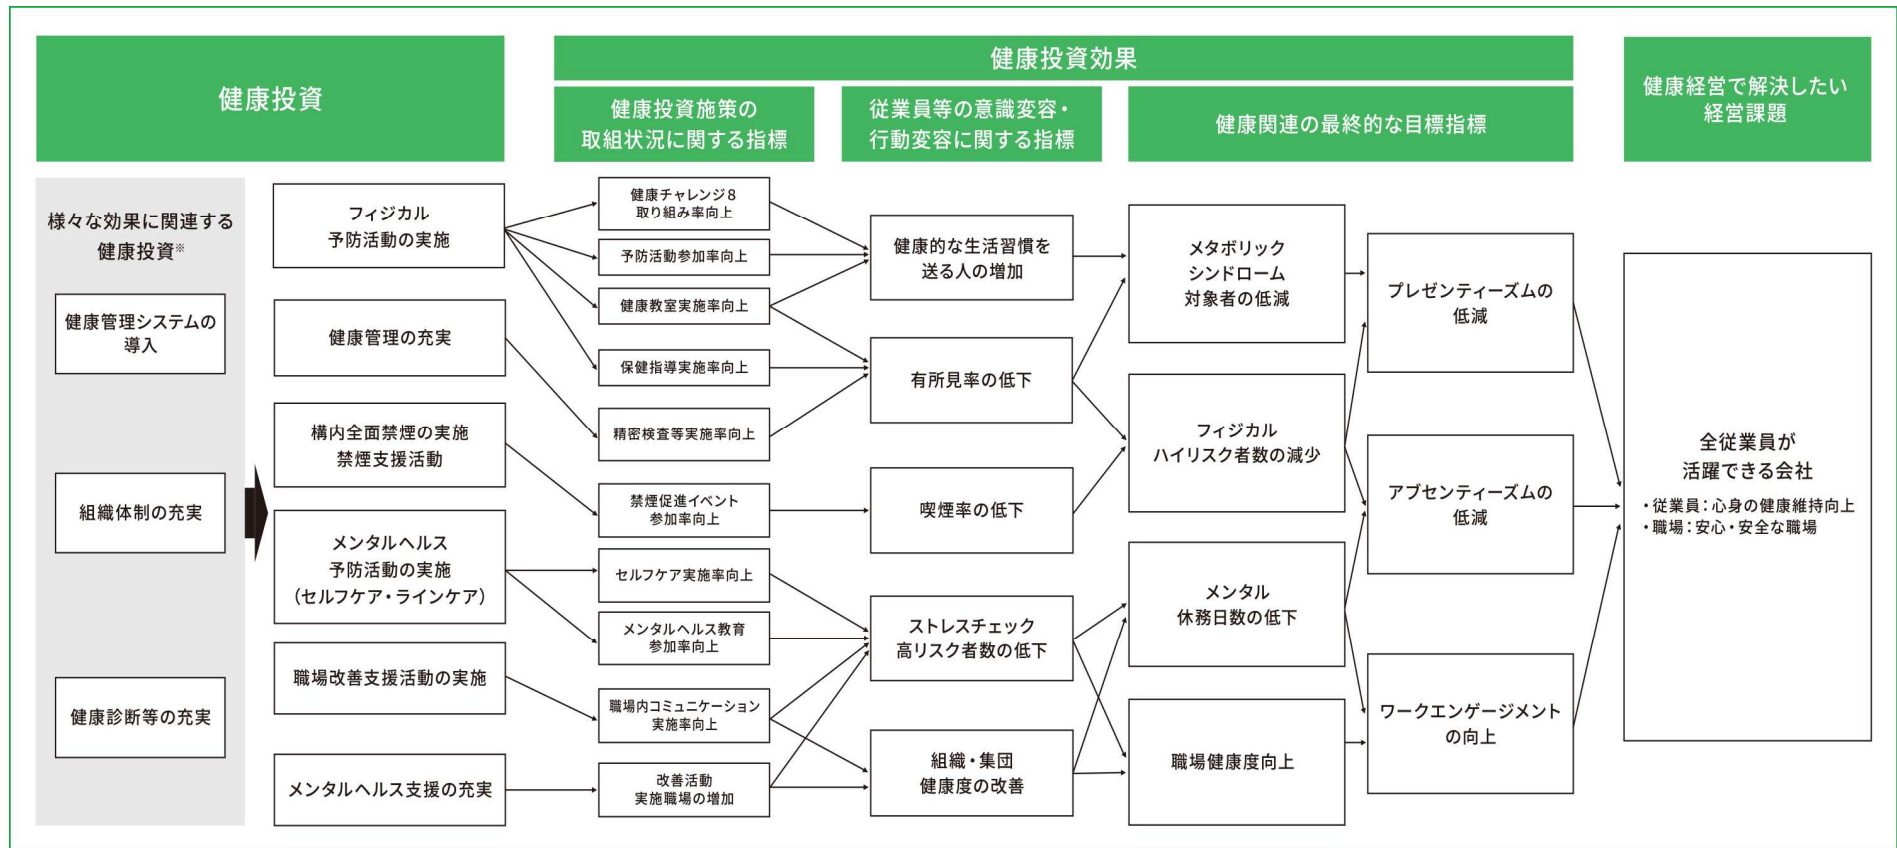 健康投資
健康投資効果
健康投資施策の
取組状況に関する指標
従業員等の意識変容・
行動変容に関する指標
健康関連の最終的な目標指標
健康経営で解決したい
経営課題
様々な効果に関連する
健康投資※
健康管理システムの
導入
組織体制の充実
健康診断等の充実
フィジカル
予防活動の実施
健康管理の充実
構内全面禁煙の実施
禁煙支援活動
メンタルヘルス
予防活動の実施
（セルフケア・ラインケア）
職場改善支援活動の実施
メンタルヘルス支援の充実
健康チャレンジ8
取り組み率向上
予防活動参加率向上
健康教室実施率向上
保健指導実施率向上
精密検査等実施率向上
禁煙促進イベント
参加率向上
セルフケア実施率向上
メンタルヘルス教育
参加率向上
職場内コミュニケーション
実施率向上
改善活動
実施職場の増加
健康的な生活習慣を
送る人の増加
有所見率の低下
喫煙率の低下
ストレスチェック
高リスク者数の低下
組織・集団
健康度の改善
メタボリック
シンドローム
対象者の低減
フィジカル
ハイリスク者数の減少
メンタル
休務日数の低下
職場健康度向上
プレゼンティーズムの
低減
アブセンティーズムの
低減
ワークエンゲージメント
の向上
全従業員が
活躍できる会社
・従業員：心身の健康維持向上
・職場：安心・安全な職場